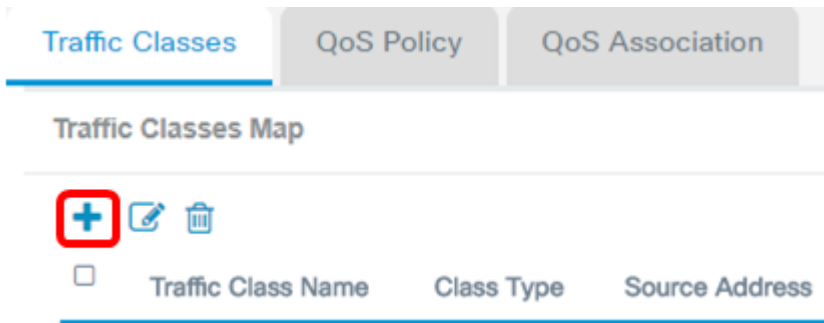 Traffic Classes QoS Policy QoS Association
Traffic Classes Map
Traffic Class Name Class Type Source Address